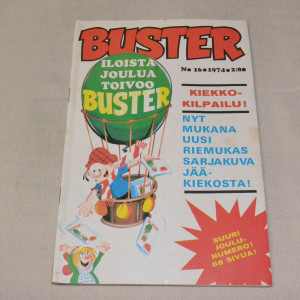 BUSTER
ILOISTA
JOULUA
TOIVOO
BUSTER
No 16 • 1974 • 2:80
KIEKKO-
KILPAILU!
NYT
MUKANA
UUSI
RIEMUKAS
SARJAKUVA
JÄÄ-
KIEKOSTA!
SUURI
JOULU-
NUMERO!
68 SIVUA!